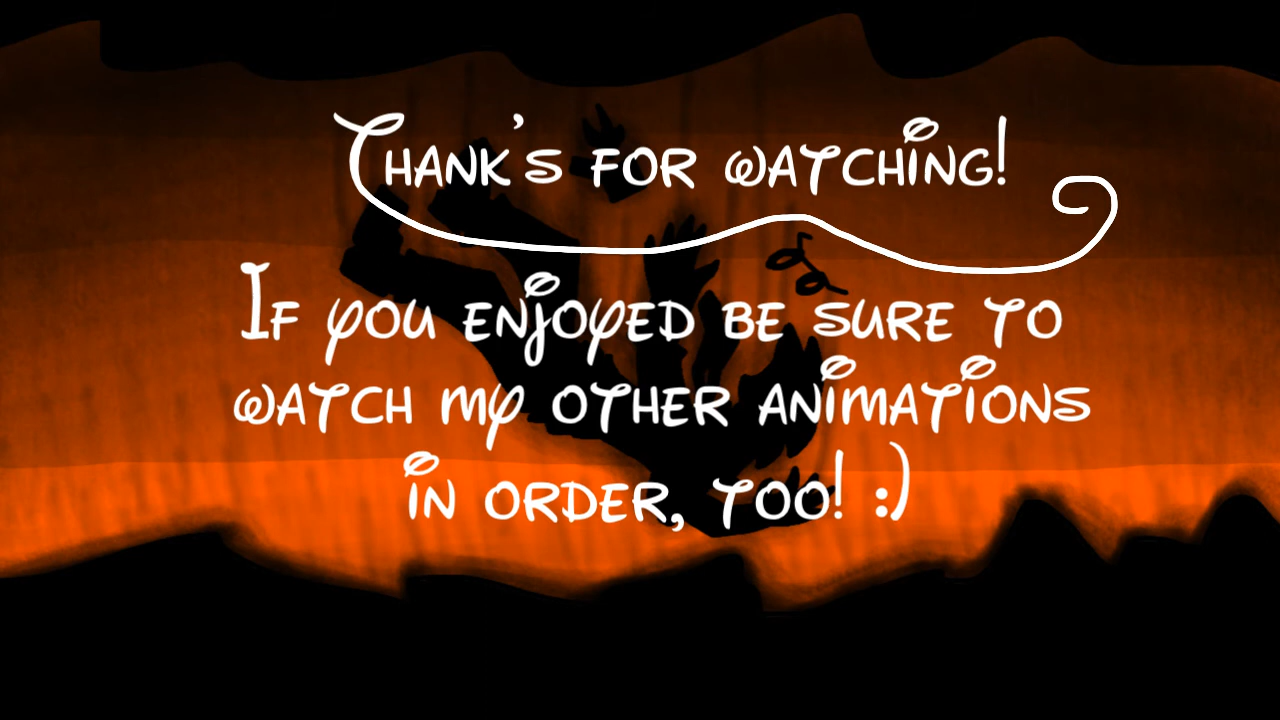 Thank's for watching!
If you enjoyed be sure to
watch my other animations
in order, too! :)